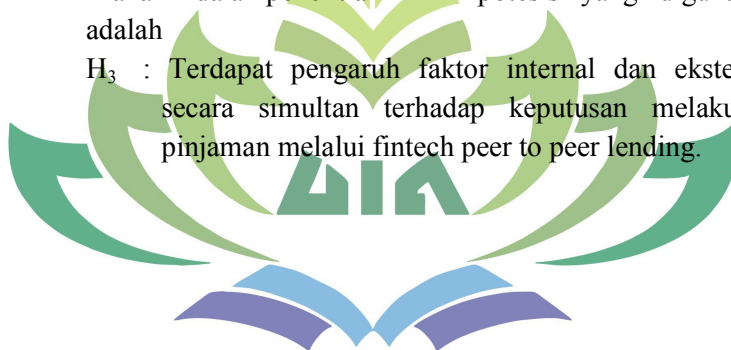 adalah
H₃ : Terdapat pengaruh faktor internal dan ekste
secara simultan terhadap keputusan melaku
pinjaman melalui fintech peer to peer lending.
UIN